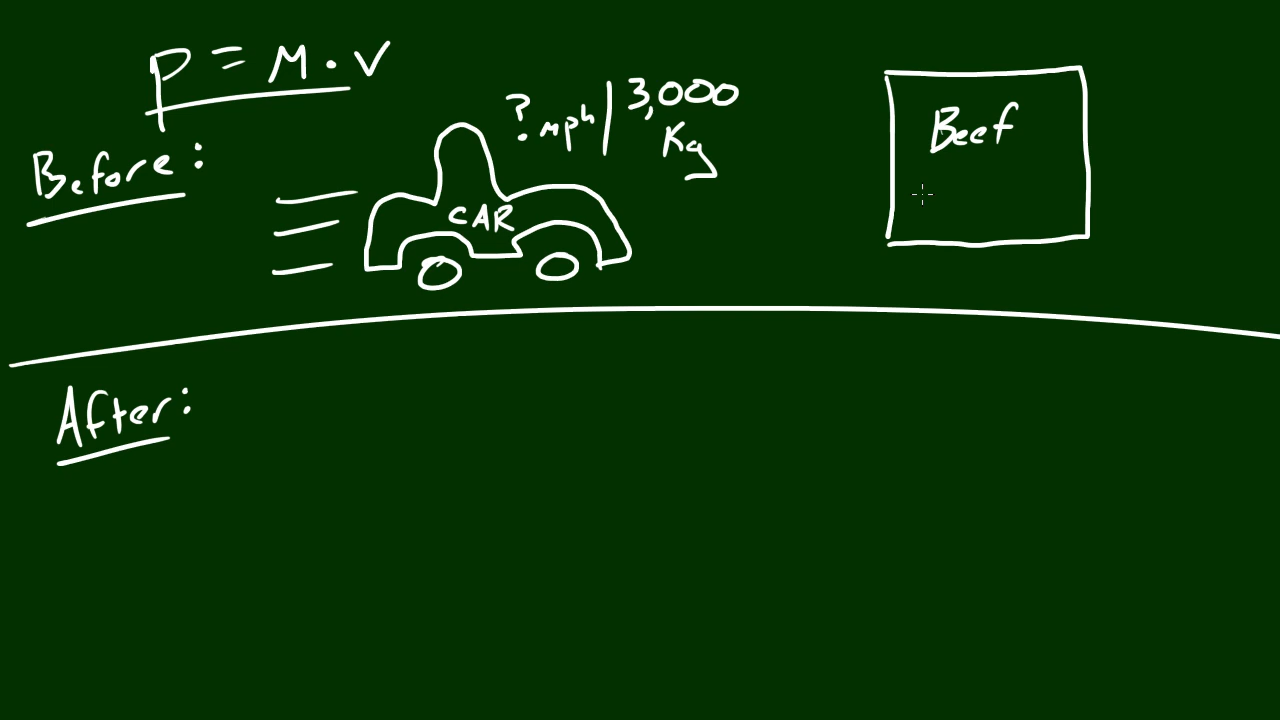 P = M · V
Before:
? mph / 3,000
Kg
CAR
Beef
After: